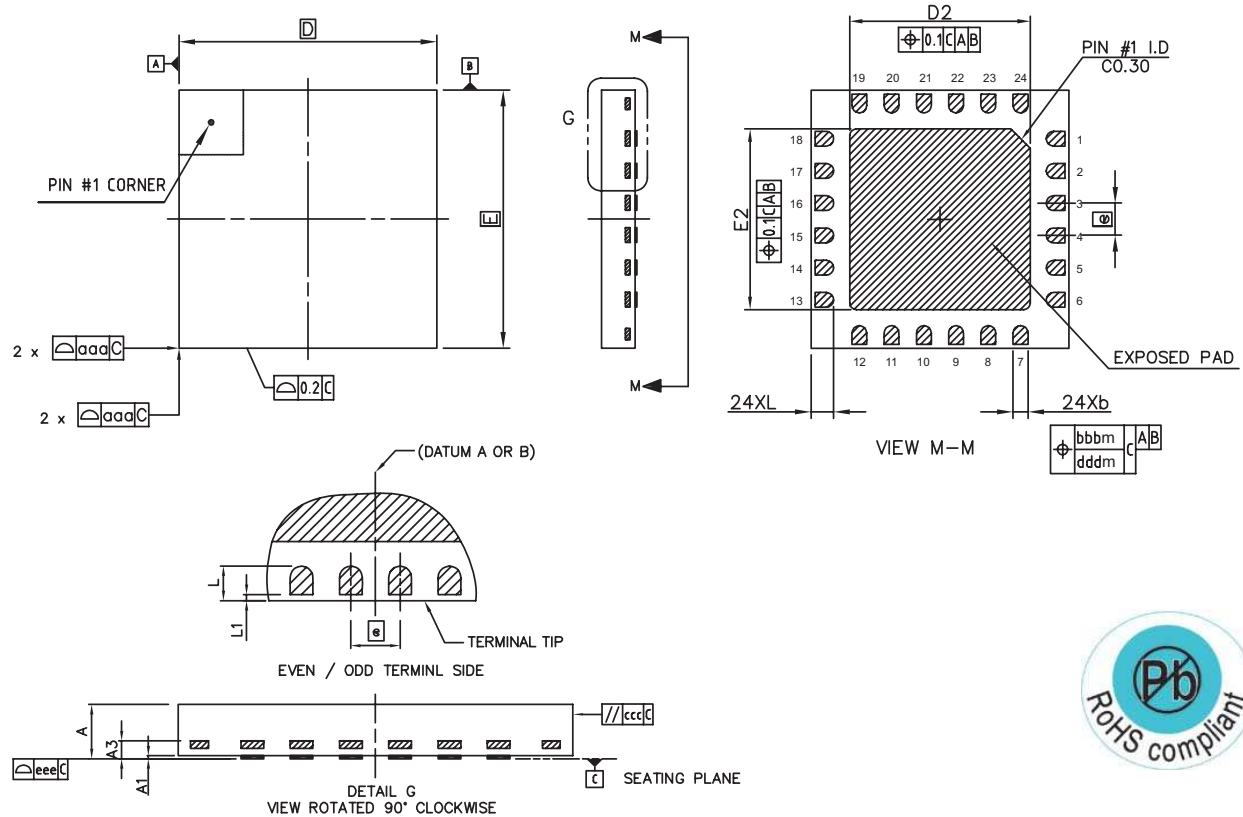 D
A
B
PIN #1 CORNER
E
2 x ⌓ aaa C
2 x ⌓ aaa C
⌓ 0.2 C
M
G
M
D2
⌖ 0.1 C A B
PIN #1 I.D
C0.30
19 20 21 22 23 24
18
17
16
15
14
13
E2
⌖ 0.1 C A B
1
2
3
4
5
6
e
12 11 10 9 8 7
EXPOSED PAD
24XL
24Xb
VIEW M-M
⌖ bbbm C A B
dddm
(DATUM A OR B)
L
L1
e
TERMINAL TIP
EVEN / ODD TERMINL SIDE
A
A3
A1
// ccc C
⌓ eee C
C SEATING PLANE
DETAIL G
VIEW ROTATED 90° CLOCKWISE
Pb
RoHS compliant